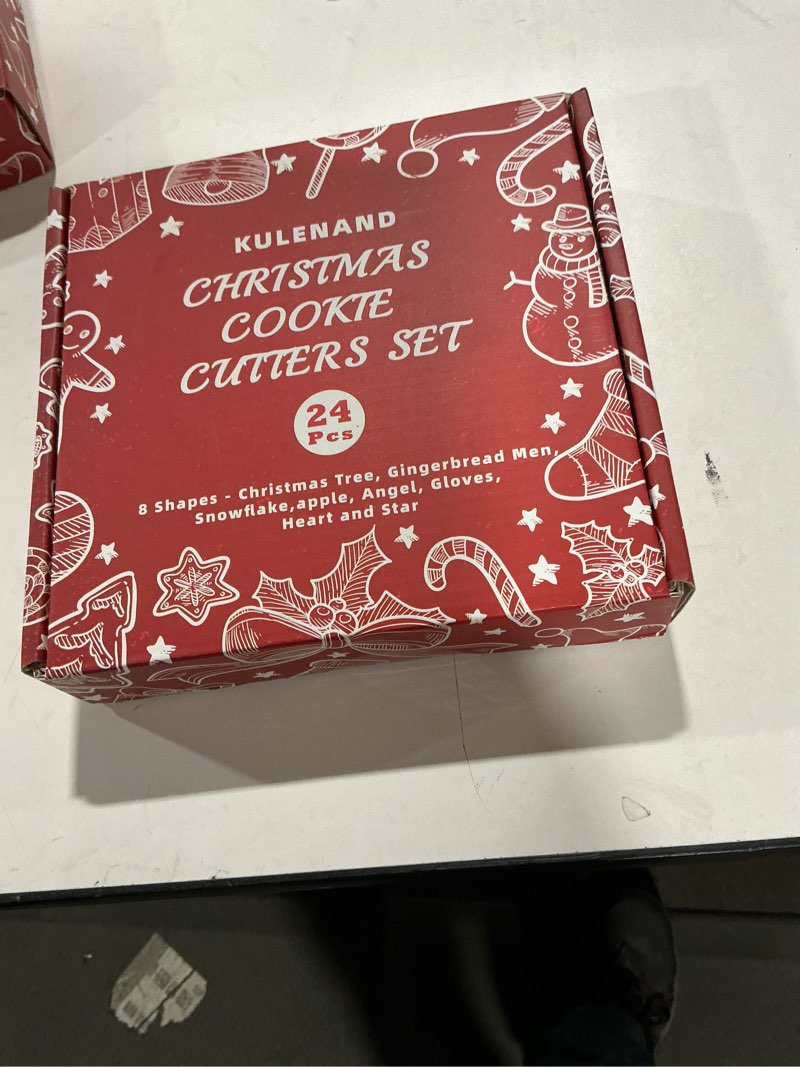 KULENAND
CHRISTMAS
COOKIE
CUTTERS SET
24
Pcs
8 Shapes - Christmas Tree, Gingerbread Men,
Snowflake,apple, Angel, Gloves,
Heart and Star